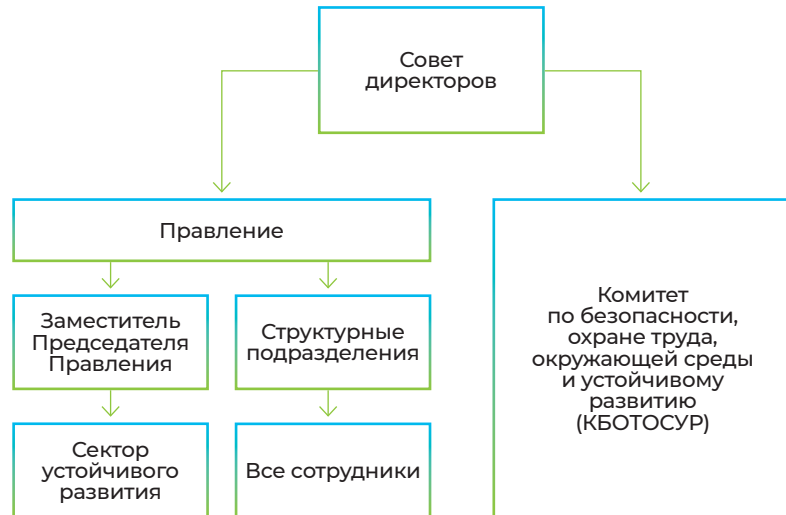 Совет
директоров
Правление
Заместитель
Председателя
Правления
Структурные
подразделения
Комитет
по безопасности,
охране труда,
окружающей среды
и устойчивому
развитию
(КБОТОСУР)
Сектор
устойчивого
развития
Все сотрудники